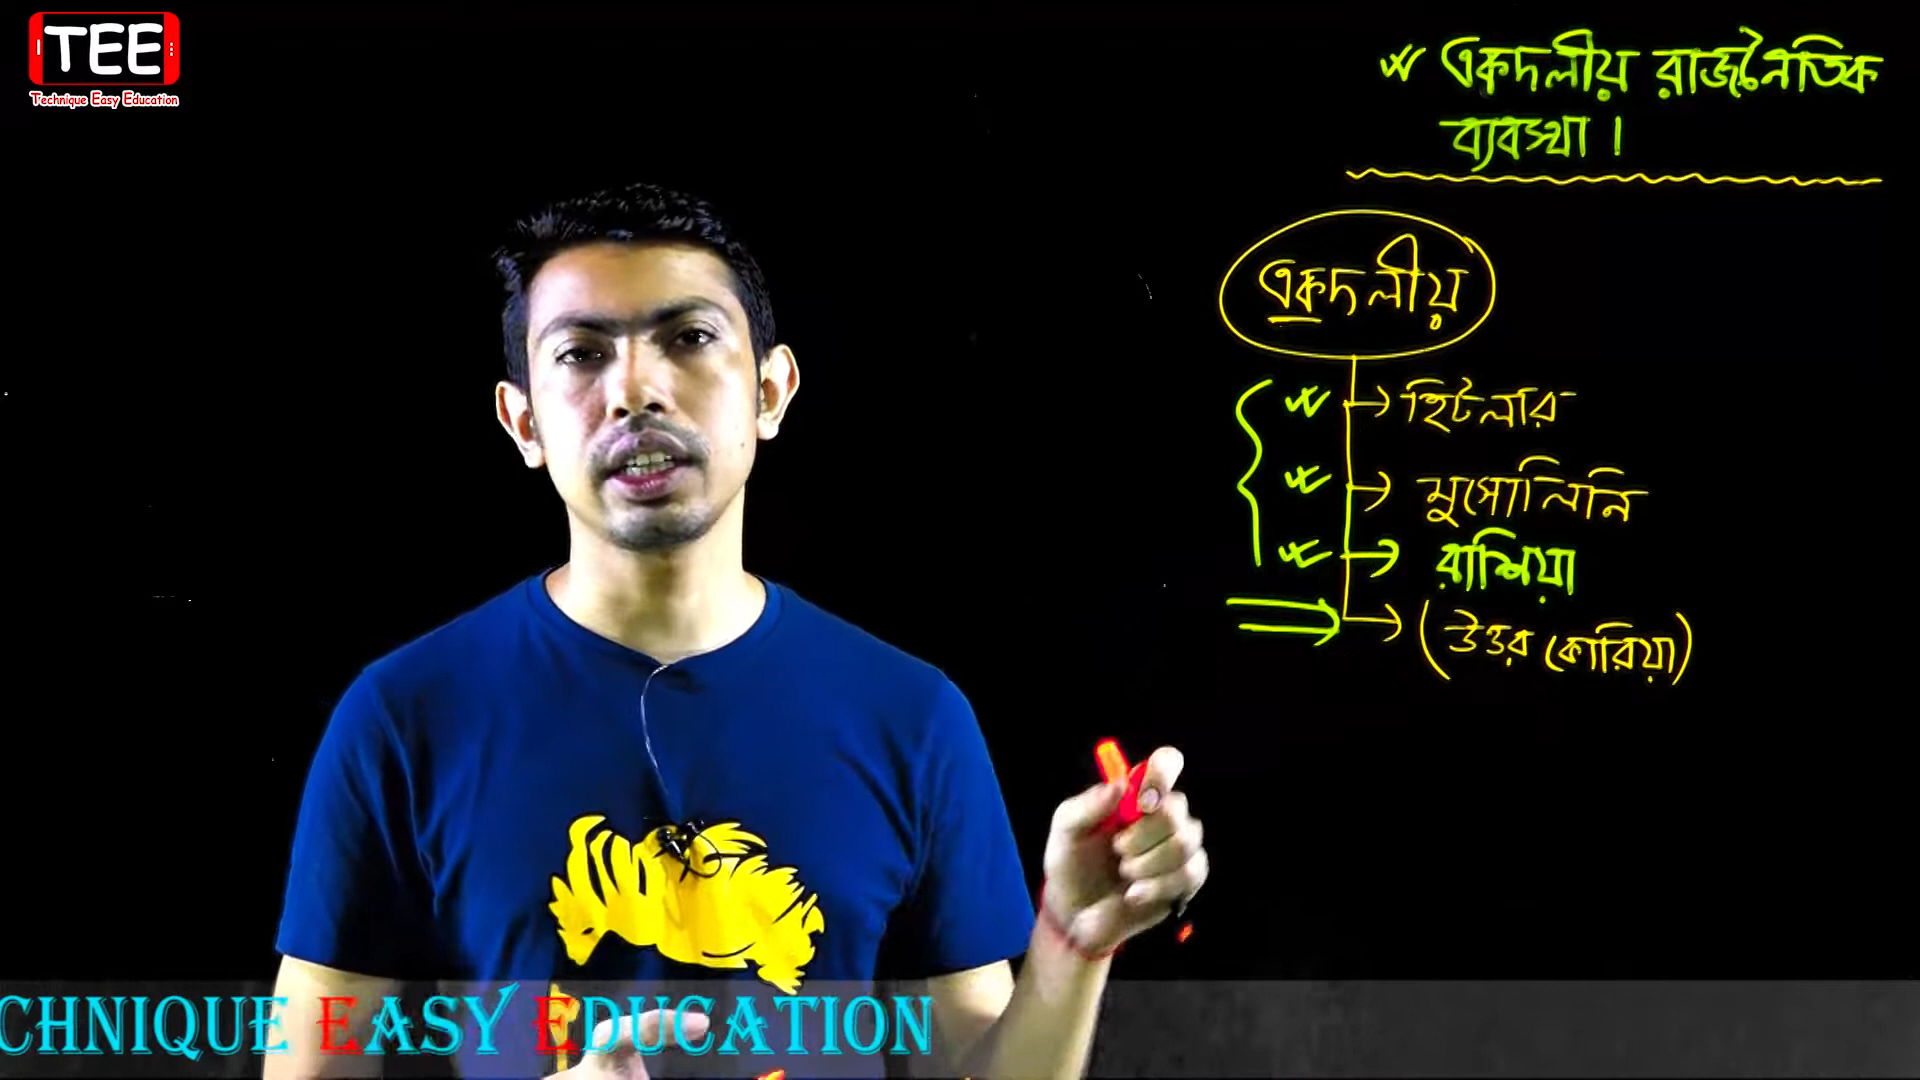 TEE
Technique Easy Education
একদলীয় রাজনৈতিক
ব্যবস্থা ।
একদলীয়
হিটলার
মুসোলিনি
রাশিয়া
(উত্তর কোরিয়া)
CHNIQUE EASY EDUCATION